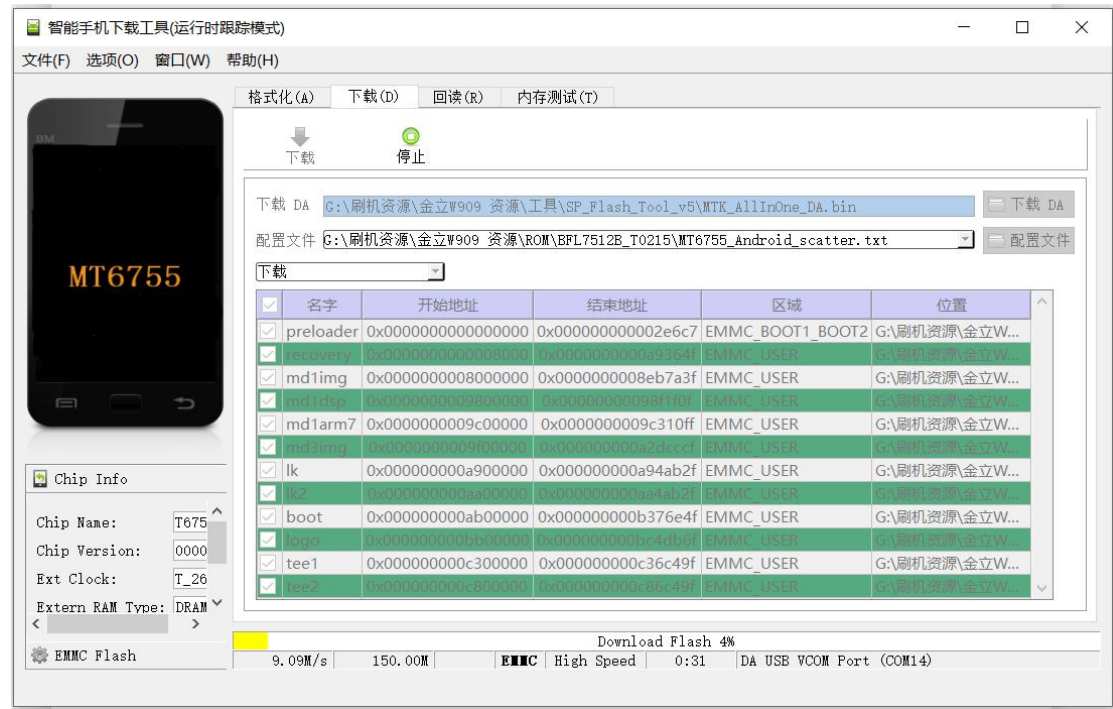 智能手机下载工具(运行时跟踪模式)
文件(F) 选项(O) 窗口(W) 帮助(H)
格式化(A) 下载(D) 回读(R) 内存测试(T)
BM
下载 停止
下载 DA G:\刷机资源\金立W909 资源\工具\SP_Flash_Tool_v5\MTK_AllInOne_DA.bin 下载 DA
配置文件 G:\刷机资源\金立W909 资源\ROM\BFL7512B_T0215\MT6755_Android_scatter.txt 配置文件
下载
MT6755
名字 开始地址 结束地址 区域 位置
preloader 0x0000000000000000 0x000000000002e6c7 EMMC_BOOT1_BOOT2 G:\刷机资源\金立W...
recovery 0x0000000000008000 0x0000000000a9364f EMMC_USER G:\刷机资源\金立W...
md1img 0x0000000008000000 0x0000000008eb7a3f EMMC_USER G:\刷机资源\金立W...
md1dsp 0x0000000009800000 0x00000000098f1f0f EMMC_USER G:\刷机资源\金立W...
md1arm7 0x0000000009c00000 0x0000000009c310ff EMMC_USER G:\刷机资源\金立W...
md3img 0x0000000009f00000 0x000000000a2dcccf EMMC_USER G:\刷机资源\金立W...
lk 0x000000000a900000 0x000000000a94ab2f EMMC_USER G:\刷机资源\金立W...
lk2 0x000000000aa00000 0x000000000aa4ab2f EMMC_USER G:\刷机资源\金立W...
boot 0x000000000ab00000 0x000000000b376e4f EMMC_USER G:\刷机资源\金立W...
logo 0x000000000bb00000 0x000000000bc4db6f EMMC_USER G:\刷机资源\金立W...
tee1 0x000000000c300000 0x000000000c36c49f EMMC_USER G:\刷机资源\金立W...
tee2 0x000000000c800000 0x000000000c86c49f EMMC_USER G:\刷机资源\金立W...
Chip Info
Chip Name: T675
Chip Version: 0000
Ext Clock: T_26
Extern RAM Type: DRAM
EMMC Flash
Download Flash 4%
9.09M/s 150.00M EMMC High Speed 0:31 DA USB VCOM Port (COM14)